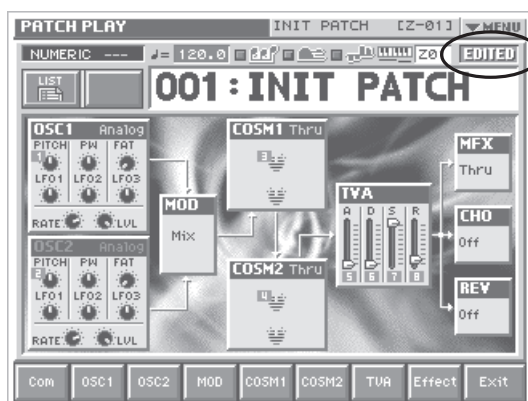 PATCH PLAY INIT PATCH [Z-01] ▼MENU
NUMERIC --- ♩= 120.0 Z0 EDITED
LIST 001:INIT PATCH
OSC1 Analog
PITCH PW FAT
1
LFO1 LFO2 LFO3
RATE LVL
OSC2 Analog
PITCH PW FAT
2
LFO1 LFO2 LFO3
RATE LVL
MOD
Mix
COSM1 Thru
3
COSM2 Thru
4
TVA
A D S R
5 6 7 8
MFX
Thru
CHO
Off
REV
Off
Com OSC1 OSC2 MOD COSM1 COSM2 TVA Effect Exit